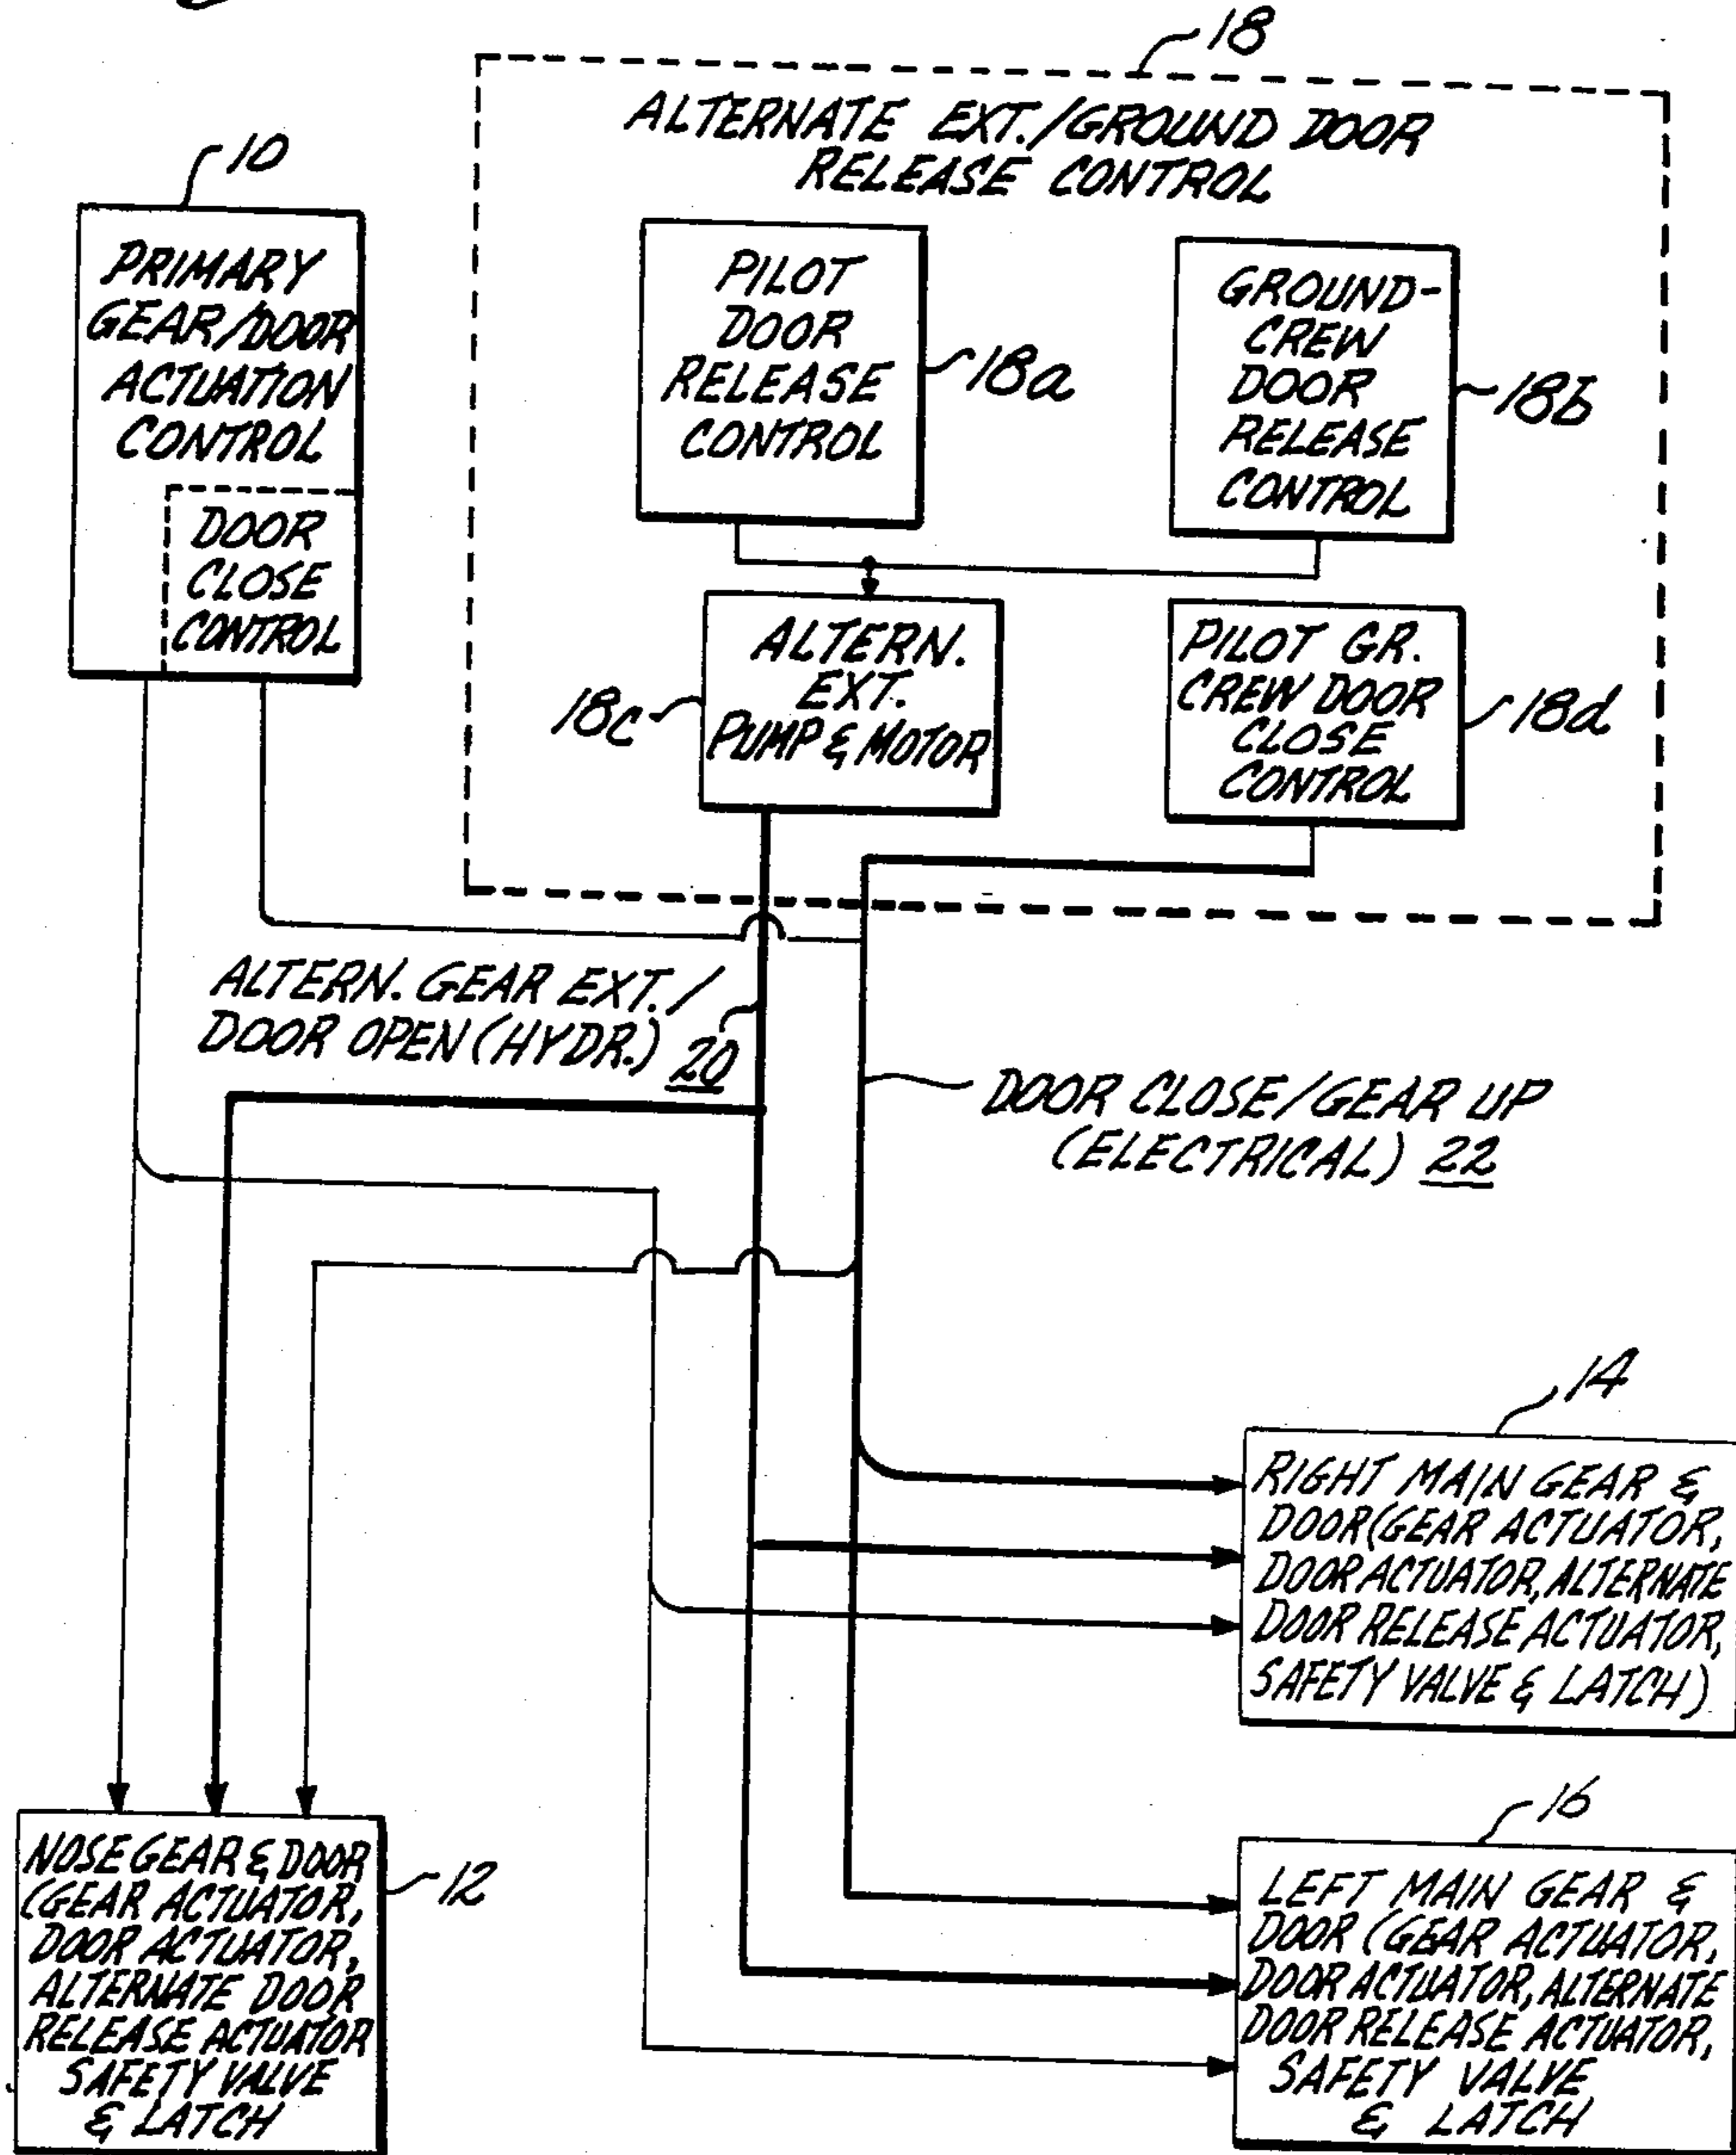 18
ALTERNATE EXT./GROUND DOOR
RELEASE CONTROL
10
PRIMARY
GEAR/DOOR
ACTUATION
CONTROL
DOOR
CLOSE
CONTROL
PILOT
DOOR
RELEASE
CONTROL
18a
GROUND-
CREW
DOOR
RELEASE
CONTROL
18b
ALTERN.
EXT.
PUMP & MOTOR
18c
PILOT GR.
CREW DOOR
CLOSE
CONTROL
18d
ALTERN. GEAR EXT./
DOOR OPEN (HYDR.) 20
DOOR CLOSE/GEAR UP
(ELECTRICAL) 22
14
RIGHT MAIN GEAR &
DOOR (GEAR ACTUATOR,
DOOR ACTUATOR, ALTERNATE
DOOR RELEASE ACTUATOR,
SAFETY VALVE & LATCH)
16
LEFT MAIN GEAR &
DOOR (GEAR ACTUATOR,
DOOR ACTUATOR, ALTERNATE
DOOR RELEASE ACTUATOR,
SAFETY VALVE
& LATCH
12
NOSE GEAR & DOOR
(GEAR ACTUATOR,
DOOR ACTUATOR,
ALTERNATE DOOR
RELEASE ACTUATOR
SAFETY VALVE
& LATCH